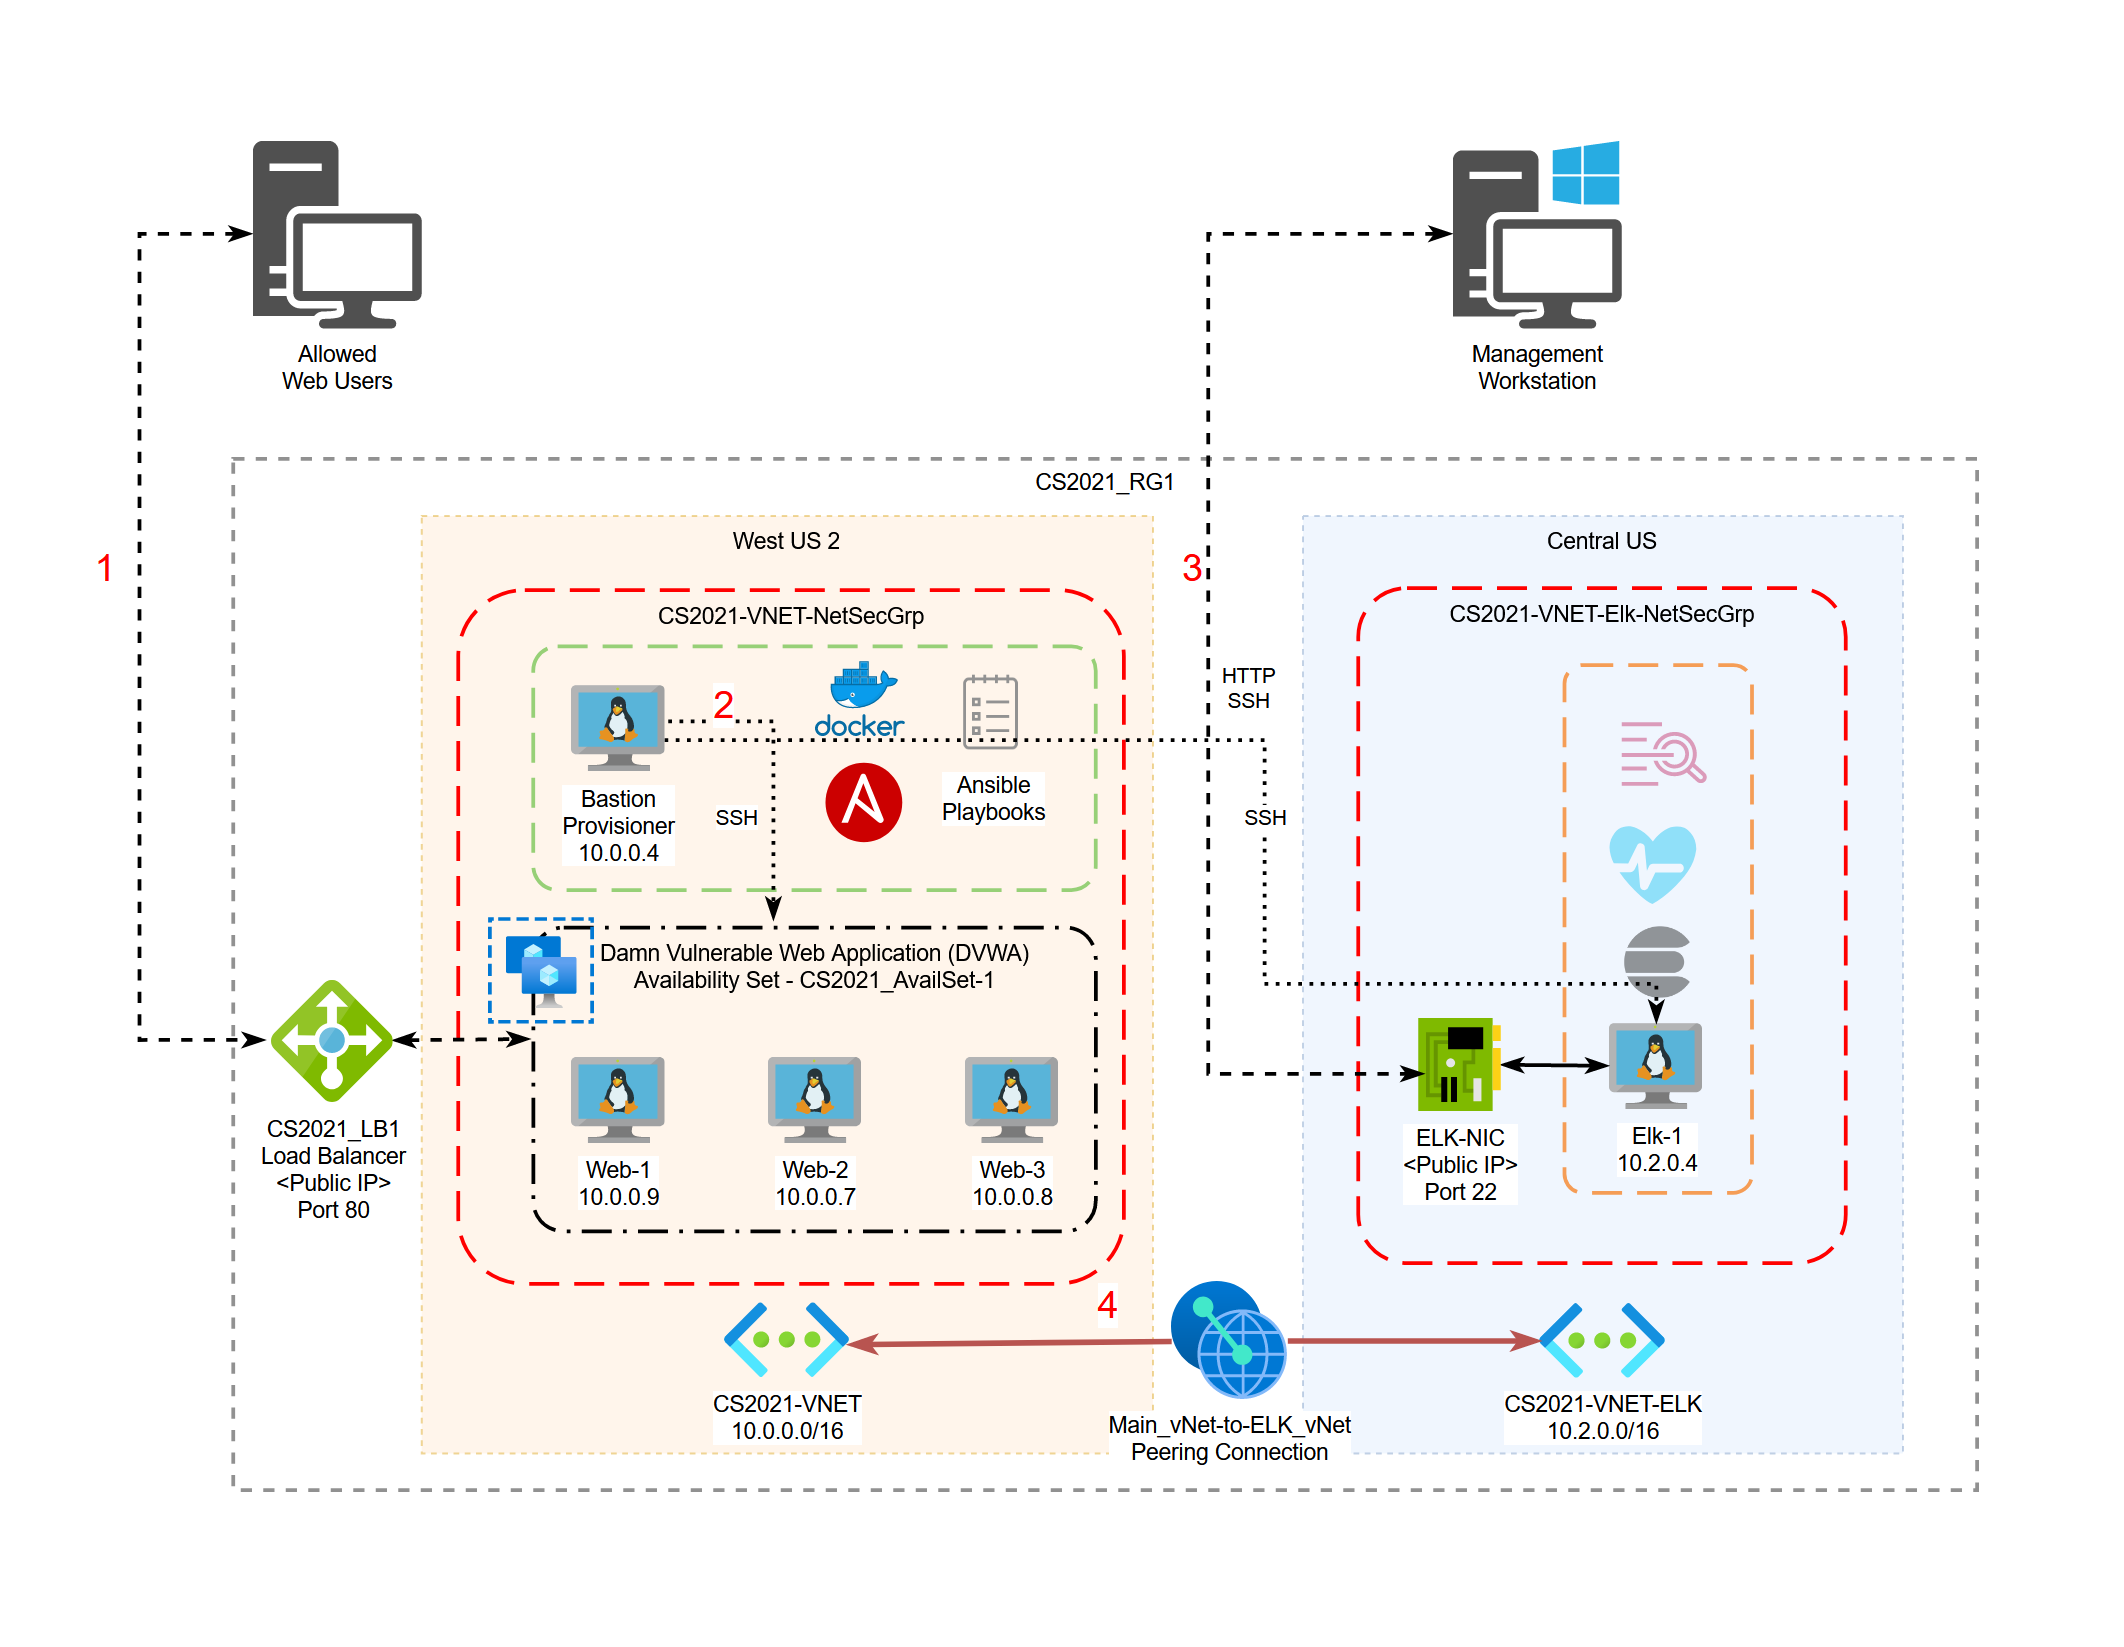 Allowed
Web Users
Management
Workstation
CS2021_RG1
1
3
West US 2
Central US
CS2021-VNET-NetSecGrp
CS2021-VNET-Elk-NetSecGrp
2
docker
HTTP
SSH
Bastion
Provisioner
10.0.0.4
SSH
Ansible
Playbooks
SSH
Damn Vulnerable Web Application (DVWA)
Availability Set - CS2021_AvailSet-1
CS2021_LB1
Load Balancer
<Public IP>
Port 80
Web-1
10.0.0.9
Web-2
10.0.0.7
Web-3
10.0.0.8
ELK-NIC
<Public IP>
Port 22
Elk-1
10.2.0.4
4
CS2021-VNET
10.0.0.0/16
Main_vNet-to-ELK_vNet
Peering Connection
CS2021-VNET-ELK
10.2.0.0/16